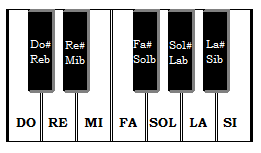 Do# Re# Fa# Sol# La#
Reb Mib Solb Lab Sib
DO RE MI FA SOL LA SI